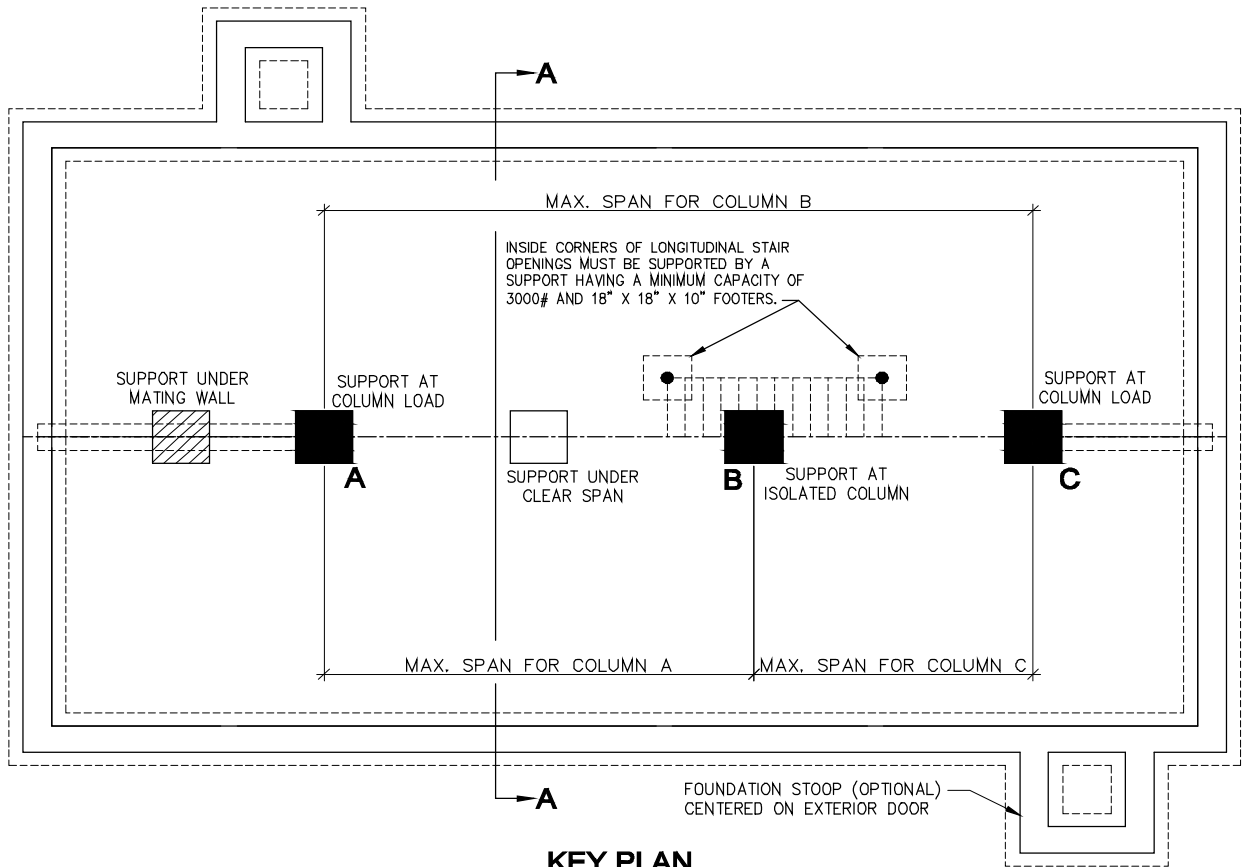 A
MAX. SPAN FOR COLUMN B
INSIDE CORNERS OF LONGITUDINAL STAIR
OPENINGS MUST BE SUPPORTED BY A
SUPPORT HAVING A MINIMUM CAPACITY OF
3000# AND 18" X 18" X 10" FOOTERS.
SUPPORT UNDER
MATING WALL
SUPPORT AT
COLUMN LOAD
SUPPORT AT
COLUMN LOAD
A
SUPPORT UNDER
CLEAR SPAN
B
SUPPORT AT
ISOLATED COLUMN
C
MAX. SPAN FOR COLUMN A
MAX. SPAN FOR COLUMN C
A
FOUNDATION STOOP (OPTIONAL)
CENTERED ON EXTERIOR DOOR
KEY PLAN